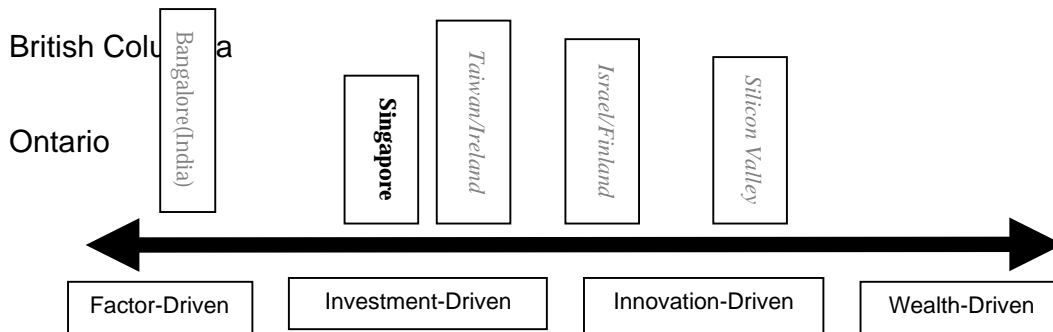 British Colu a
Bangalore(India)
Ontario
Singapore
Taiwan/Ireland
Israel/Finland
Silicon Valley
Factor-Driven
Investment-Driven
Innovation-Driven
Wealth-Driven